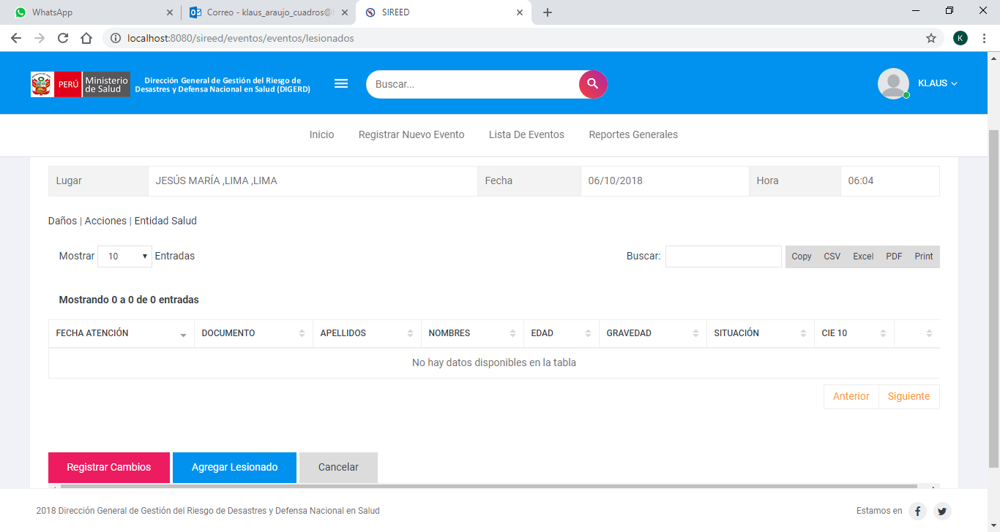 WhatsApp
Correo - klaus_araujo_cuadros@
SIREED
localhost:8080/sireed/eventos/eventos/lesionados
K
PERÚ
Ministerio
de Salud
Dirección General de Gestión del Riesgo de
Desastres y Defensa Nacional en Salud (DIGERD)
Buscar...
KLAUS
Inicio Registrar Nuevo Evento Lista De Eventos Reportes Generales
Lugar JESÚS MARÍA ,LIMA ,LIMA Fecha 06/10/2018 Hora 06:04
Daños | Acciones | Entidad Salud
Mostrar 10 Entradas Buscar: Copy CSV Excel PDF Print
Mostrando 0 a 0 de 0 entradas
FECHA ATENCIÓN DOCUMENTO APELLIDOS NOMBRES EDAD GRAVEDAD SITUACIÓN CIE 10
No hay datos disponibles en la tabla
Anterior Siguiente
Registrar Cambios Agregar Lesionado Cancelar
2018 Dirección General de Gestión del Riesgo de Desastres y Defensa Nacional en Salud Estamos en